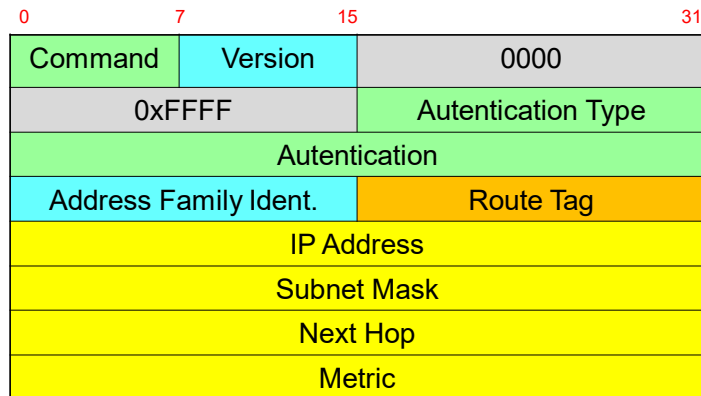 0 7 15 31
Command Version 0000
0xFFFF Autentication Type
Autentication
Address Family Ident. Route Tag
IP Address
Subnet Mask
Next Hop
Metric